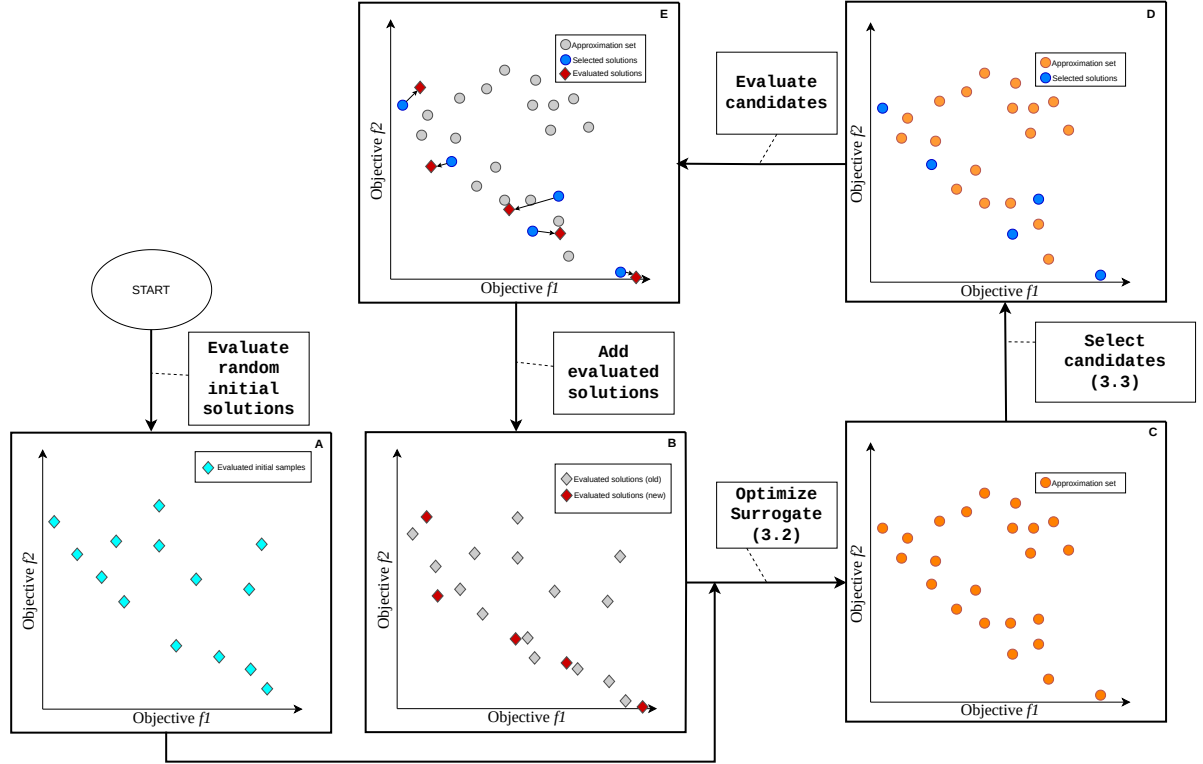 E
Approximation set
Selected solutions
Evaluated solutions
Objective f2
Objective f1
Evaluate
candidates
D
Approximation set
Selected solutions
Objective f2
Objective f1
START
Evaluate
random
initial
solutions
Add
evaluated
solutions
Select
candidates
(3.3)
A
Evaluated initial samples
Objective f2
Objective f1
B
Evaluated solutions (old)
Evaluated solutions (new)
Objective f2
Objective f1
Optimize
Surrogate
(3.2)
C
Approximation set
Objective f2
Objective f1